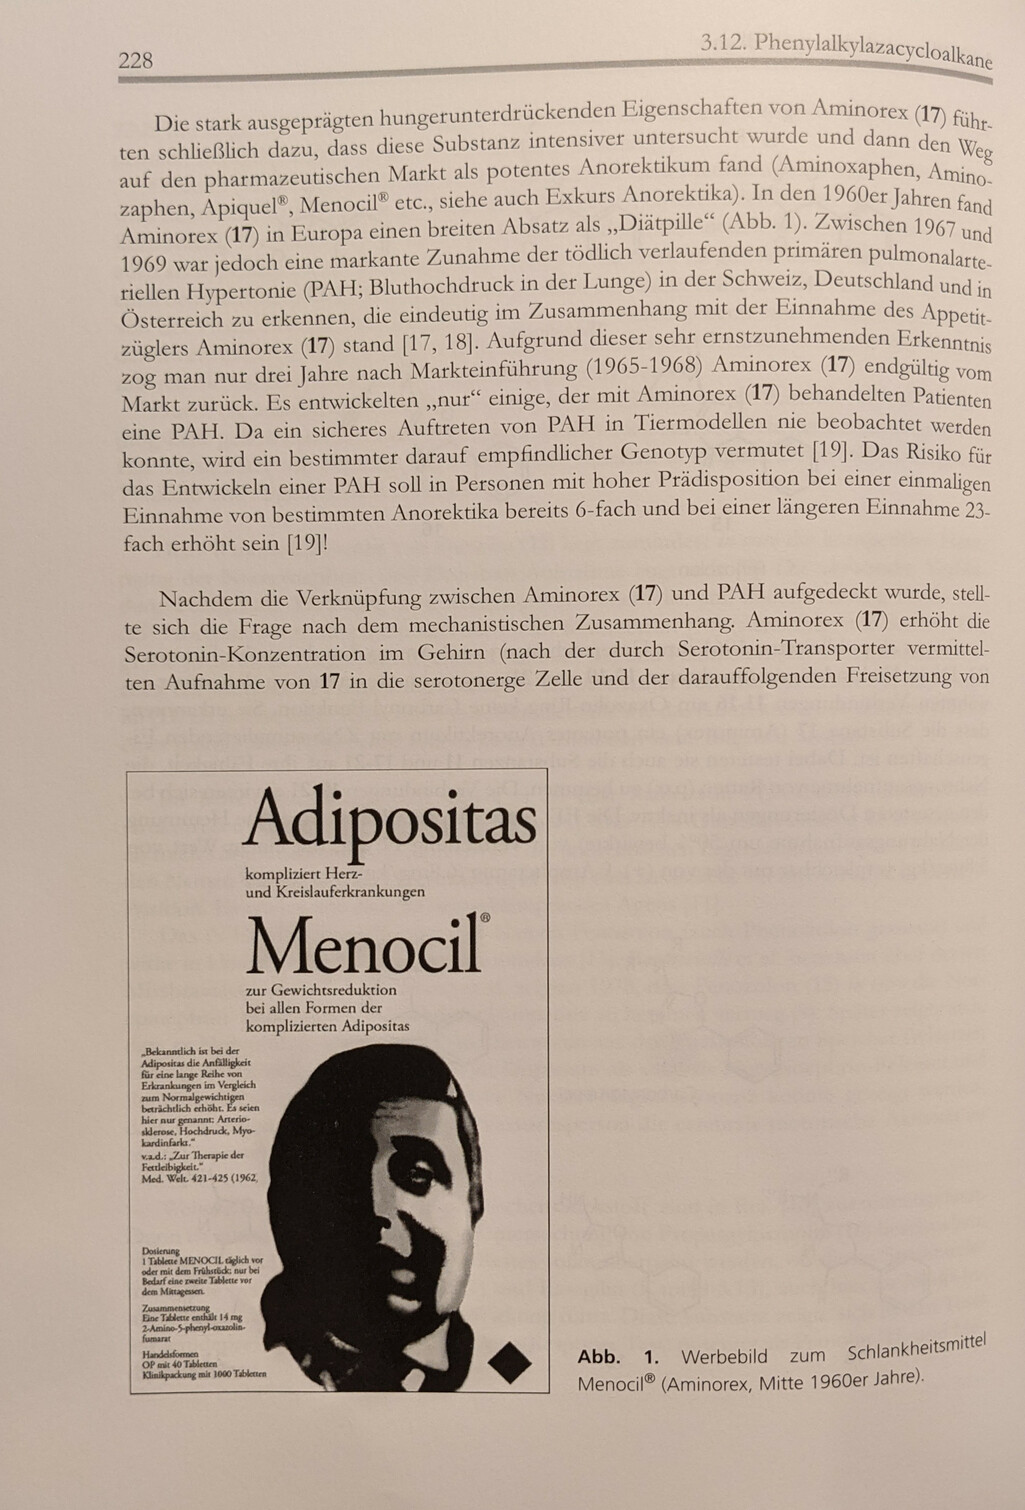 228
3.12. Phenylalkylazacycloalkane
Die stark ausgeprägten hungerunterdrückenden Eigenschaften von Aminorex (17) führ-
ten schließlich dazu, dass diese Substanz intensiver untersucht wurde und dann den Weg
auf den pharmazeutischen Markt als potentes Anorektikum fand (Aminoxaphen, Amino-
zaphen, Apiquel®, Menocil® etc., siehe auch Exkurs Anorektika). In den 1960er Jahren fand
Aminorex (17) in Europa einen breiten Absatz als „Diätpille“ (Abb. 1). Zwischen 1967 und
1969 war jedoch eine markante Zunahme der tödlich verlaufenden primären pulmonalarte-
riellen Hypertonie (PAH; Bluthochdruck in der Lunge) in der Schweiz, Deutschland und in
Österreich zu erkennen, die eindeutig im Zusammenhang mit der Einnahme des Appetit-
züglers Aminorex (17) stand [17, 18]. Aufgrund dieser sehr ernstzunehmenden Erkenntnis
zog man nur drei Jahre nach Markteinführung (1965-1968) Aminorex (17) endgültig vom
Markt zurück. Es entwickelten „nur“ einige, der mit Aminorex (17) behandelten Patienten
eine PAH. Da ein sicheres Auftreten von PAH in Tiermodellen nie beobachtet werden
konnte, wird ein bestimmter darauf empfindlicher Genotyp vermutet [19]. Das Risiko für
das Entwickeln einer PAH soll in Personen mit hoher Prädisposition bei einer einmaligen
Einnahme von bestimmten Anorektika bereits 6-fach und bei einer längeren Einnahme 23-
fach erhöht sein [19]!
Nachdem die Verknüpfung zwischen Aminorex (17) und PAH aufgedeckt wurde, stell-
te sich die Frage nach dem mechanistischen Zusammenhang. Aminorex (17) erhöht die
Serotonin-Konzentration im Gehirn (nach der durch Serotonin-Transporter vermittel-
ten Aufnahme von 17 in die serotonerge Zelle und der darauffolgenden Freisetzung von
Adipositas
kompliziert Herz-
und Kreislauferkrankungen
Menocil®
zur Gewichtsreduktion
bei allen Formen der
komplizierten Adipositas
„Bekanntlich ist bei der
Adipositas die Anfälligkeit
für eine lange Reihe von
Erkrankungen im Vergleich
zum Normalgewichtigen
beträchtlich erhöht. Es seien
hier nur genannt: Arterio-
sklerose, Hochdruck, Myo-
kardinfarkt.“
v.a.d.: „Zur Therapie der
Fettleibigkeit.“
Med. Welt. 421-425 (1962,
Dosierung
1 Tablette MENOCIL täglich vor
oder mit dem Frühstück; nur bei
Bedarf eine zweite Tablette vor
dem Mittagessen.
Zusammensetzung
Eine Tablette enthält 14 mg
2-Amino-5-phenyl-oxazolin-
fumarat
Handelsformen
OP mit 40 Tabletten
Klinikpackung mit 1000 Tabletten
Abb. 1. Werbebild zum Schlankheitsmittel
Menocil® (Aminorex, Mitte 1960er Jahre).